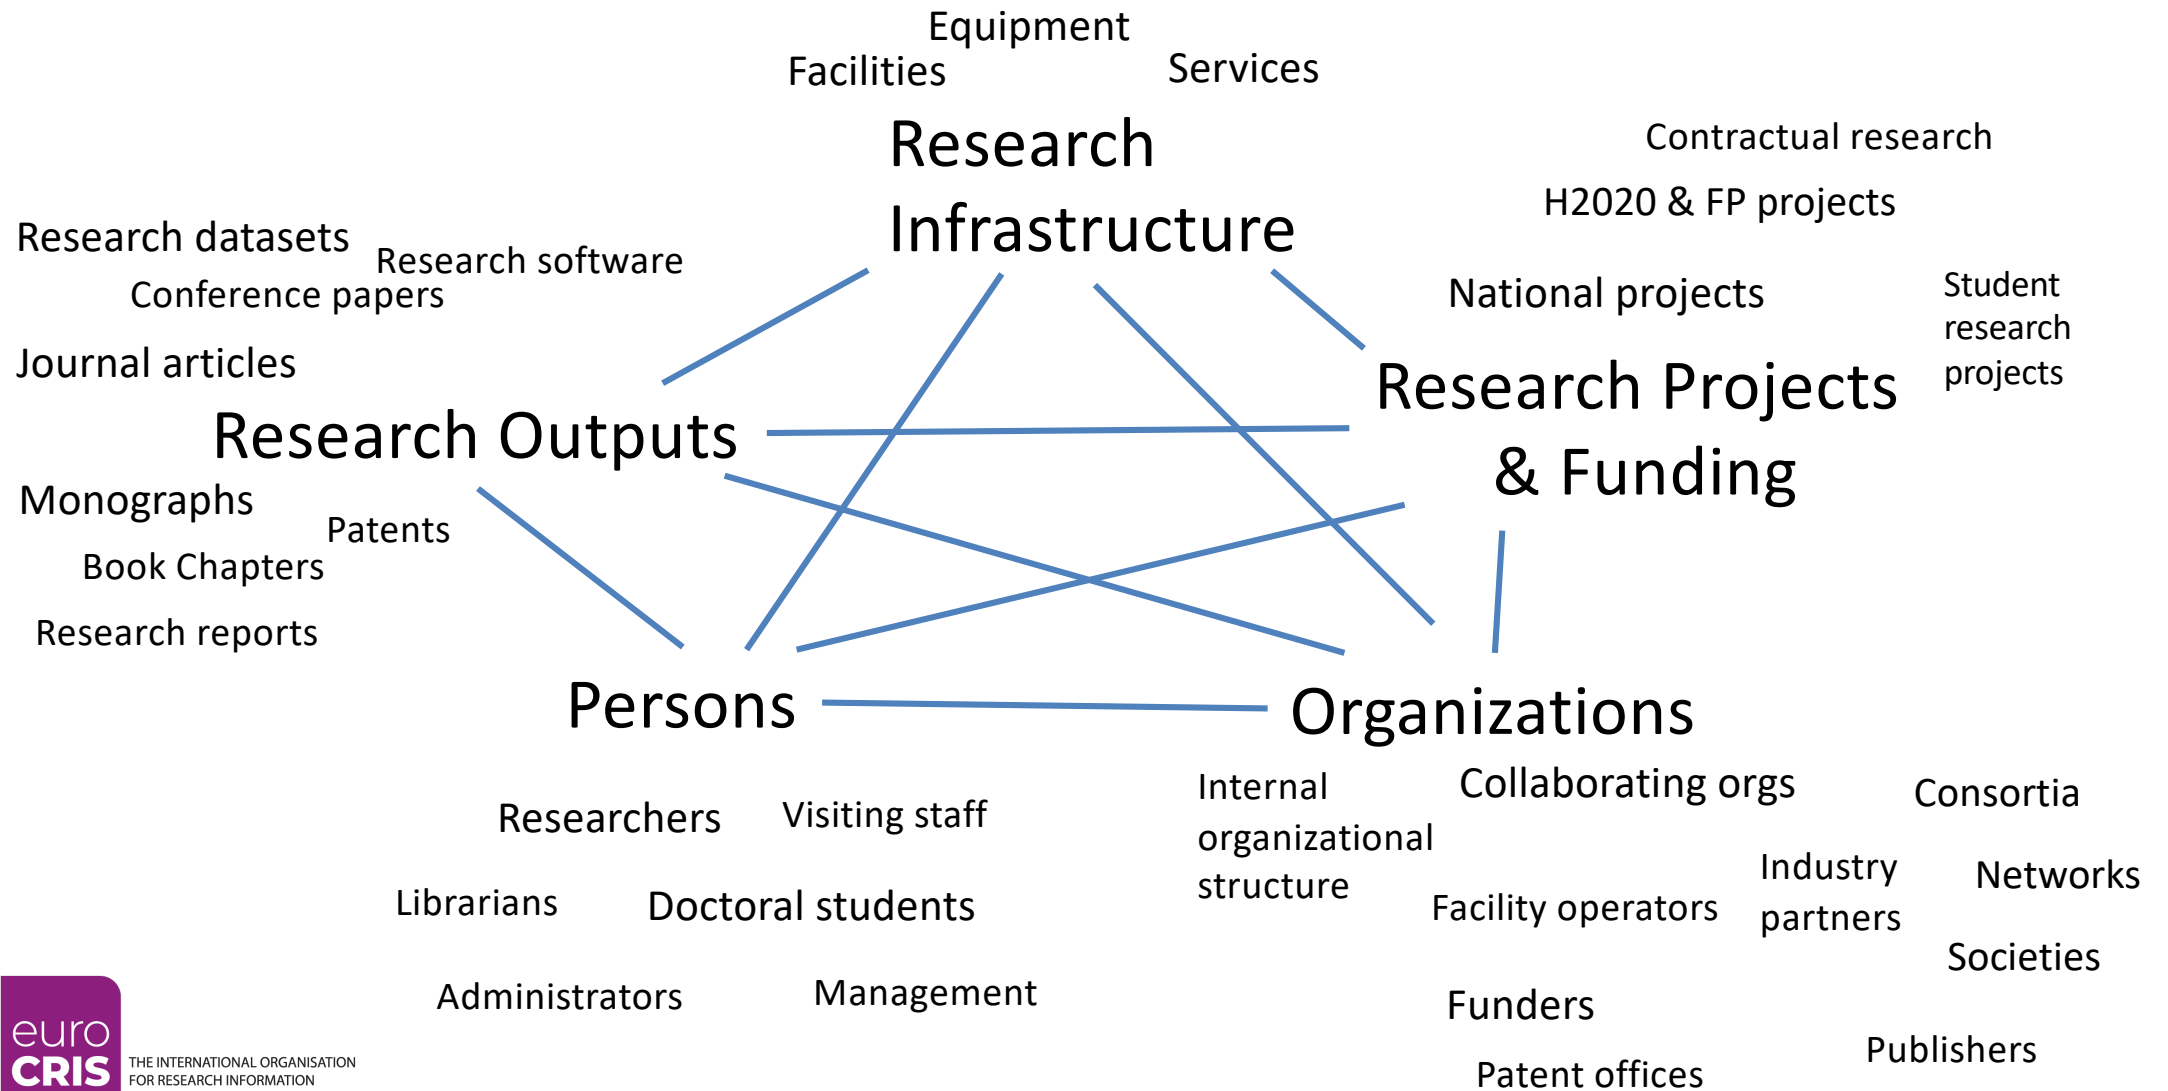 Equipment
Facilities
Services
Research
Infrastructure
Contractual research
H2020 & FP projects
National projects
Student
research
projects
Research Projects
& Funding
Research datasets
Research software
Conference papers
Journal articles
Research Outputs
Monographs
Patents
Book Chapters
Research reports
Persons
Researchers
Visiting staff
Librarians
Doctoral students
Administrators
Management
Organizations
Internal
organizational
structure
Collaborating orgs
Consortia
Industry
partners
Networks
Facility operators
Societies
Funders
Publishers
Patent offices
euro
CRIS
THE INTERNATIONAL ORGANISATION
FOR RESEARCH INFORMATION